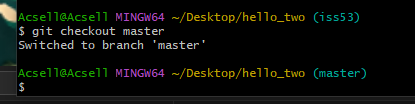 Acsell@Acsell MINGW64 ~/Desktop/hello_two (iss53)
$ git checkout master
Switched to branch 'master'
Acsell@Acsell MINGW64 ~/Desktop/hello_two (master)
$